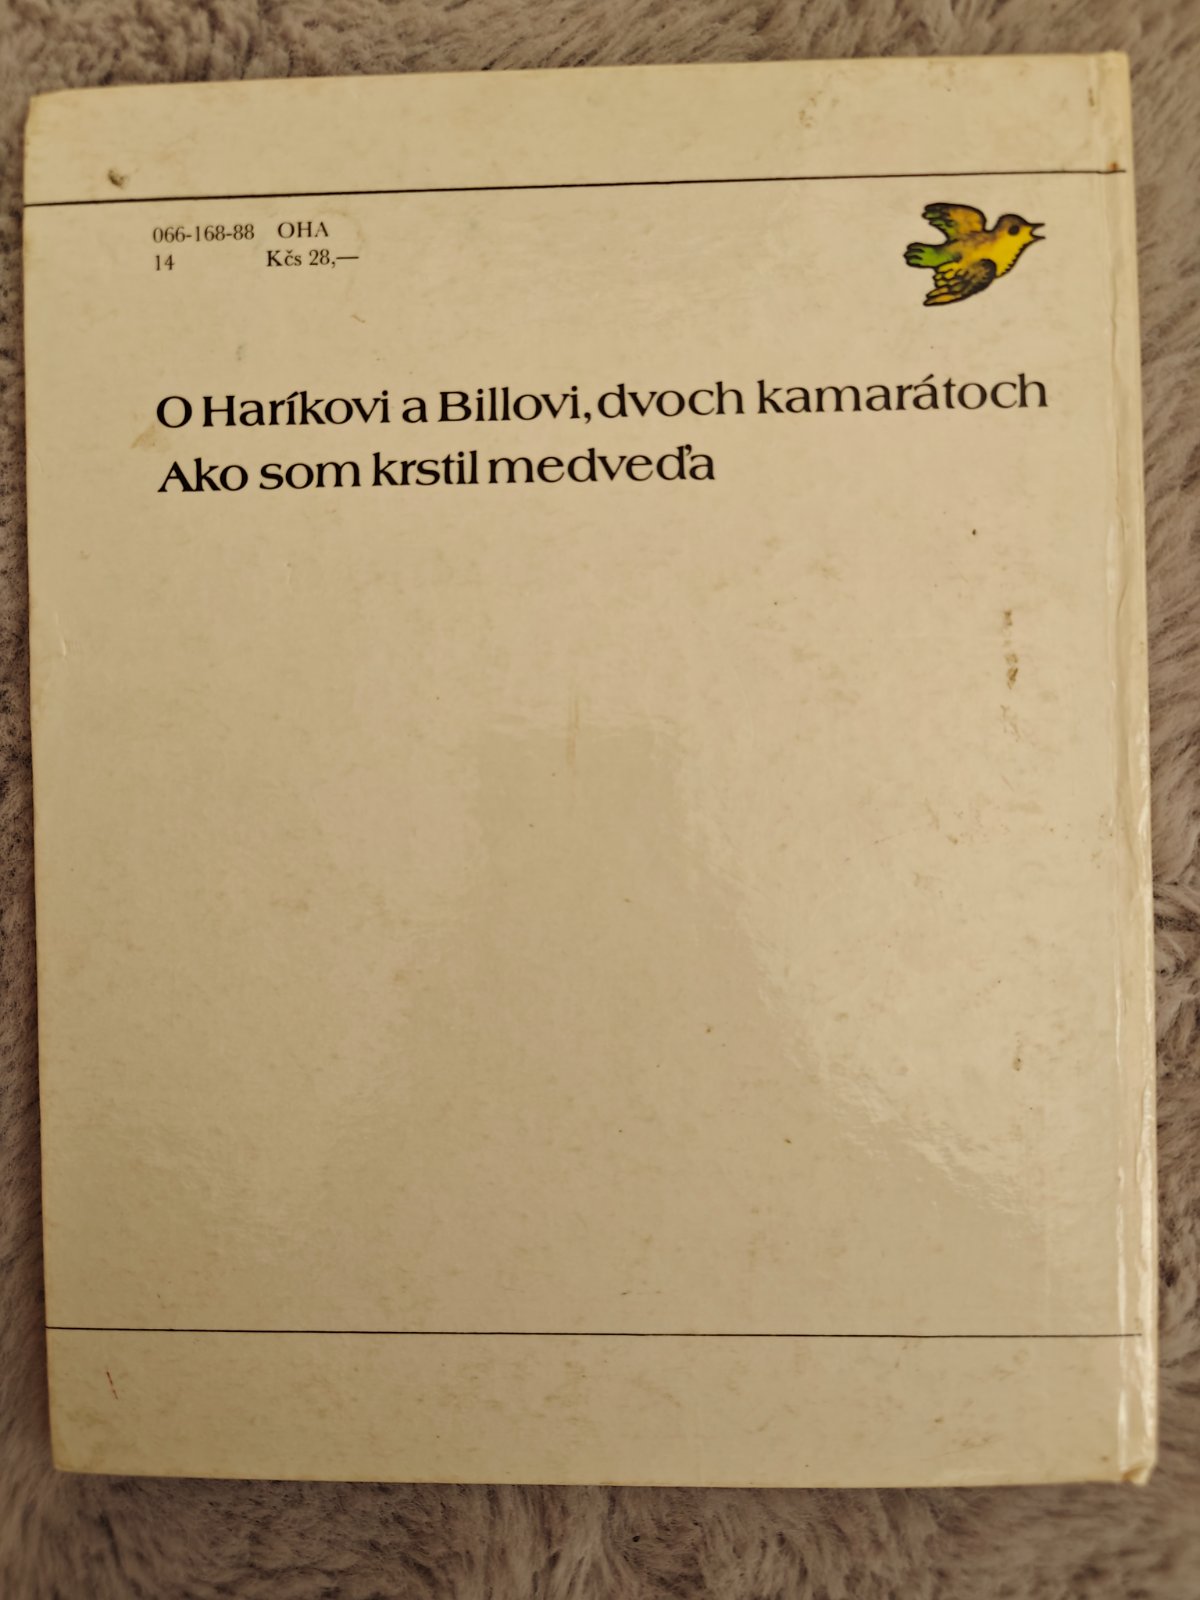 066-168-88 OHA
14 Kčs 28,—
O Haríkovi a Billovi, dvoch kamarátoch
Ako som krstil medveďa